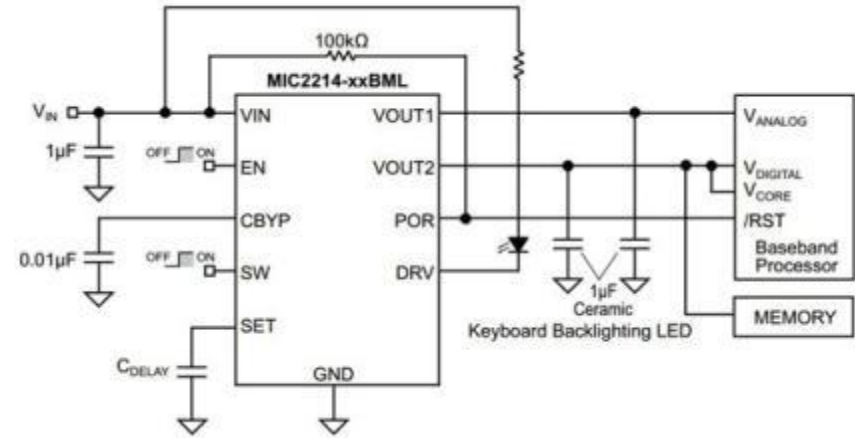 100kΩ
MIC2214-xxBML
VIN
VIN
VOUT1
VANALOG
1µF
OFF ON
EN
VOUT2
VDIGITAL
VCORE
CBYP
POR
/RST
0.01µF
OFF ON
SW
DRV
Baseband
Processor
1µF
Ceramic
Keyboard Backlighting LED
SET
MEMORY
CDELAY
GND